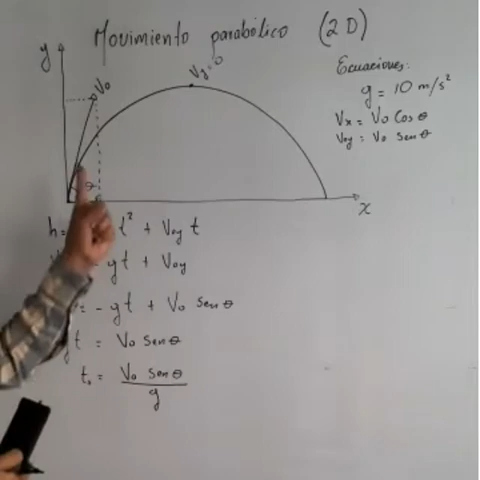 Movimiento parabólico (2D)
y
Vo
Vy=0
Ecuaciones:
g = 10 m/s²
Vx = Vo Cos θ
Voy = Vo sen θ
θ
x
h= t² + Voy t
- gt + Voy
= - gt + Vo sen θ
t = Vo sen θ
t. = Vo sen θ
g